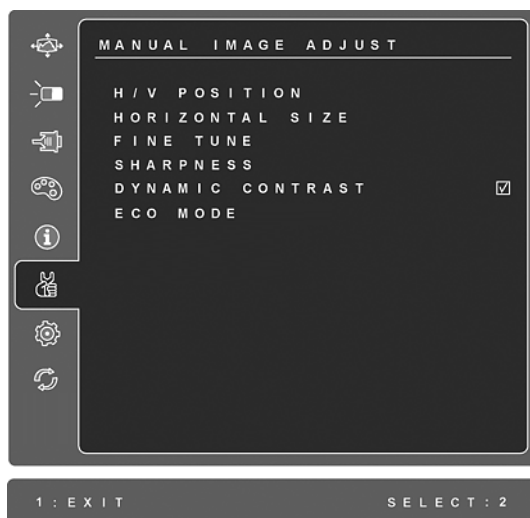 MANUAL IMAGE ADJUST
H/V POSITION
HORIZONTAL SIZE
FINE TUNE
SHARPNESS
DYNAMIC CONTRAST
ECO MODE
1:EXIT SELECT:2